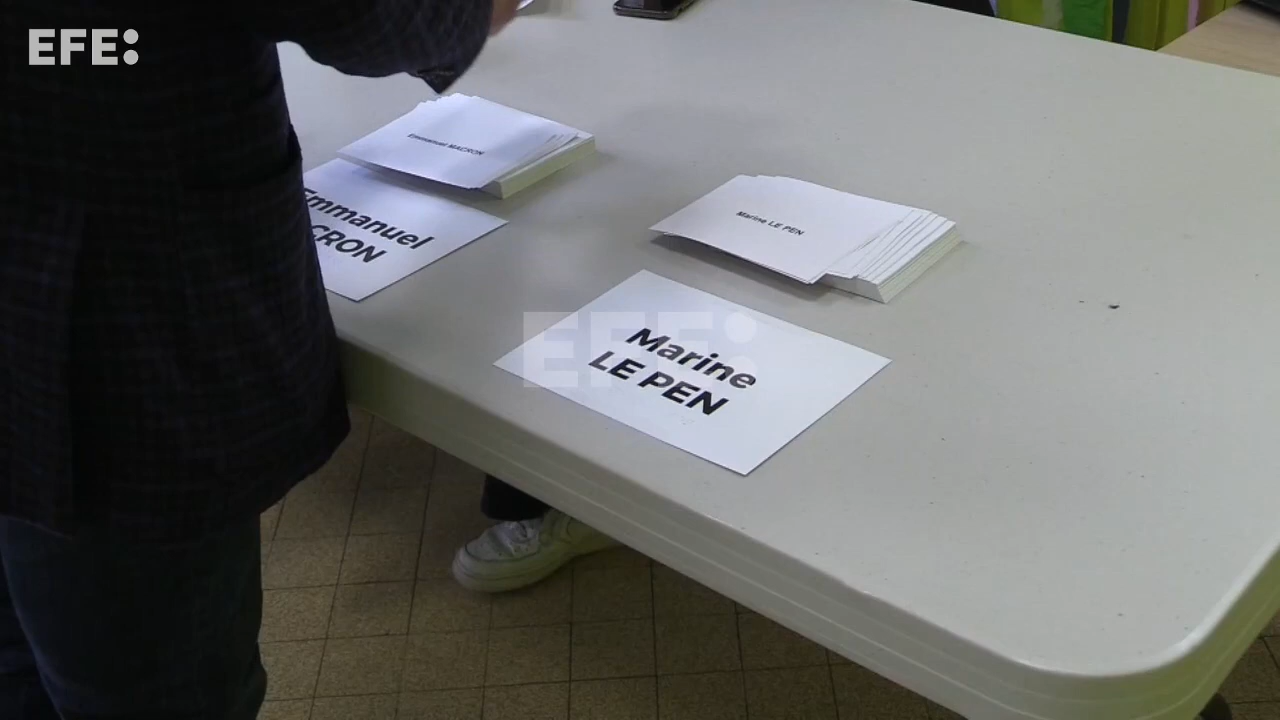 EFE:
Emmanuel MACRON
Emmanuel
CRON
Marine LE PEN
EFE:
Marine
LE PEN